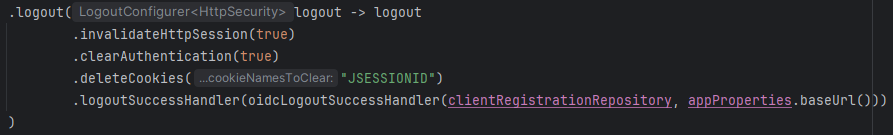 .logout( LogoutConfigurer<HttpSecurity> logout -> logout
.invalidateHttpSession(true)
.clearAuthentication(true)
.deleteCookies( ...cookieNamesToClear: "JSESSIONID")
.logoutSuccessHandler(oidcLogoutSuccessHandler(clientRegistrationRepository, appProperties.baseUrl()))
)